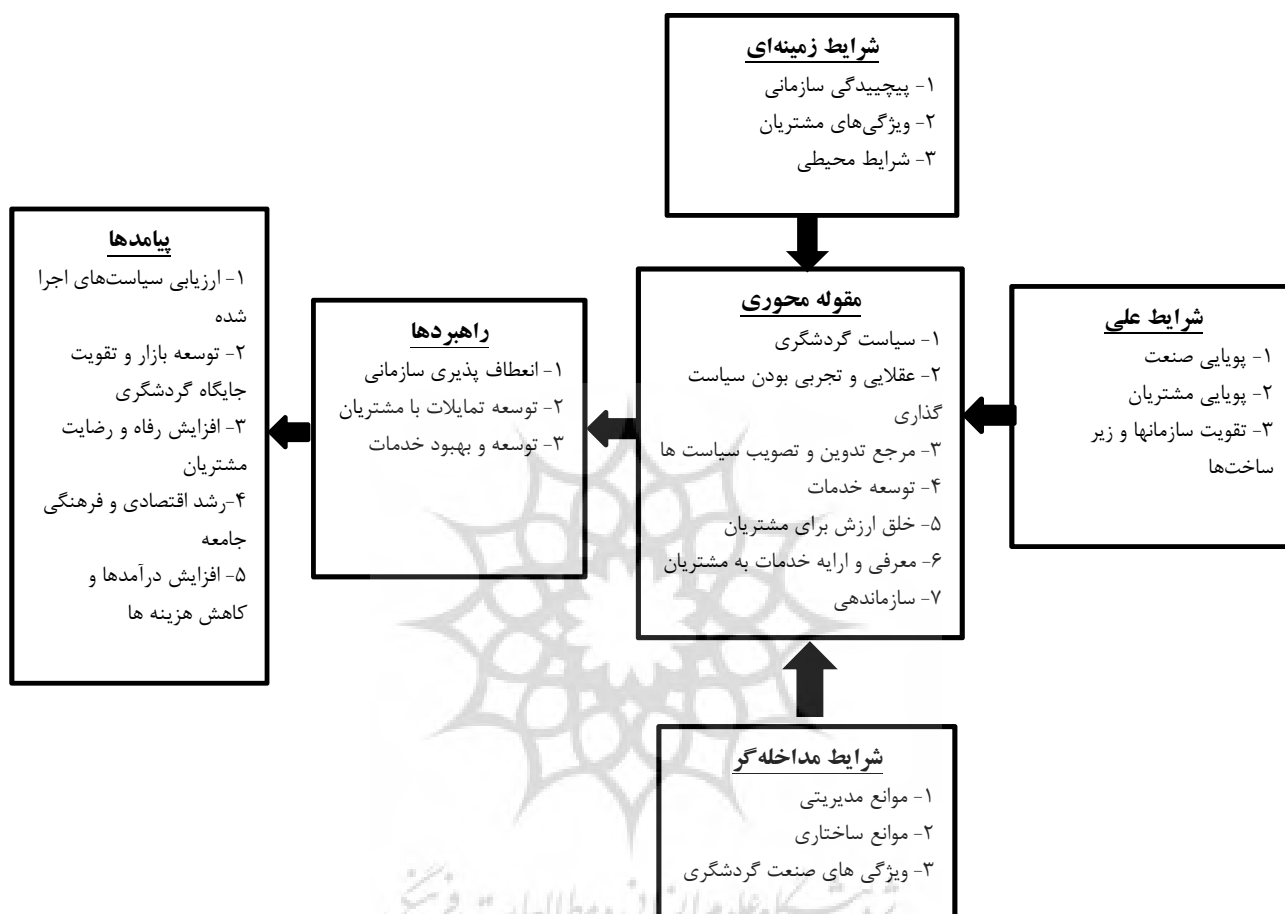 شرایط زمینه‌ای
۱- پیچییدگی سازمانی
۲- ویژگی‌های مشتریان
۳- شرایط محیطی
شرایط علی
۱- پویایی صنعت
۲- پویایی مشتریان
۳- تقویت سازمانها و زیر
ساخت‌ها
مقوله محوری
۱- سیاست گردشگری
۲- عقلایی و تجربی بودن سیاست
گذاری
۳- مرجع تدوین و تصویب سیاست ها
۴- توسعه خدمات
۵- خلق ارزش برای مشتریان
۶- معرفی و ارایه خدمات به مشتریان
۷- سازماندهی
راهبردها
۱- انعطاف پذیری سازمانی
۲- توسعه تمایلات با مشتریان
۳- توسعه و بهبود خدمات
پیامدها
۱- ارزیابی سیاست‌های اجرا
شده
۲- توسعه بازار و تقویت
جایگاه گردشگری
۳- افزایش رفاه و رضایت
مشتریان
۴-رشد اقتصادی و فرهنگی
جامعه
۵- افزایش درآمدها و
کاهش هزینه ها
شرایط مداخله‌گر
۱- موانع مدیریتی
۲- موانع ساختاری
۳- ویژگی های صنعت گردشگری